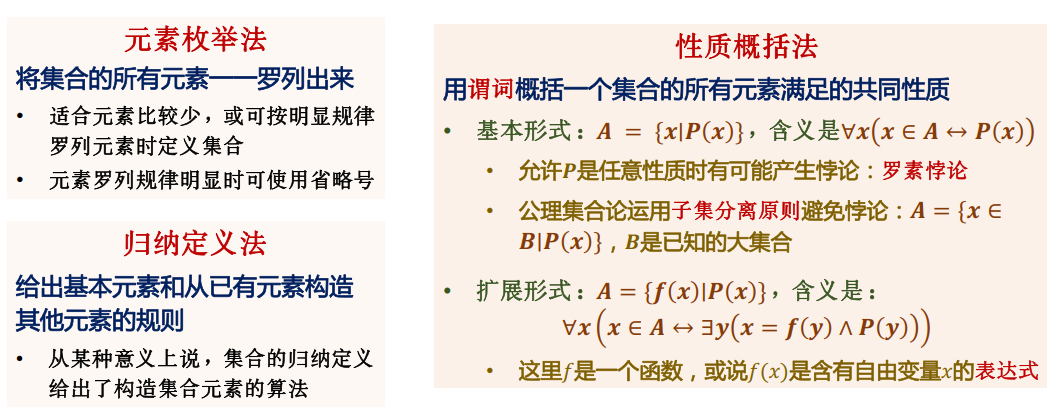 元素枚举法
将集合的所有元素一一罗列出来
• 适合元素比较少，或可按明显规律
罗列元素时定义集合
• 元素罗列规律明显时可使用省略号
归纳定义法
给出基本元素和从已有元素构造
其他元素的规则
• 从某种意义上说，集合的归纳定义
给出了构造集合元素的算法
性质概括法
用谓词概括一个集合的所有元素满足的共同性质
• 基本形式：A = {x|P(x)}，含义是∀x(x ∈ A ↔ P(x))
• 允许P是任意性质时有可能产生悖论：罗素悖论
• 公理集合论运用子集分离原则避免悖论：A = {x ∈
B|P(x)}，B是已知的大集合
• 扩展形式：A = {f(x)|P(x)}，含义是：
∀x(x ∈ A ↔ ∃y(x = f(y) ∧ P(y)))
• 这里f是一个函数，或说f(x)是含有自由变量x的表达式